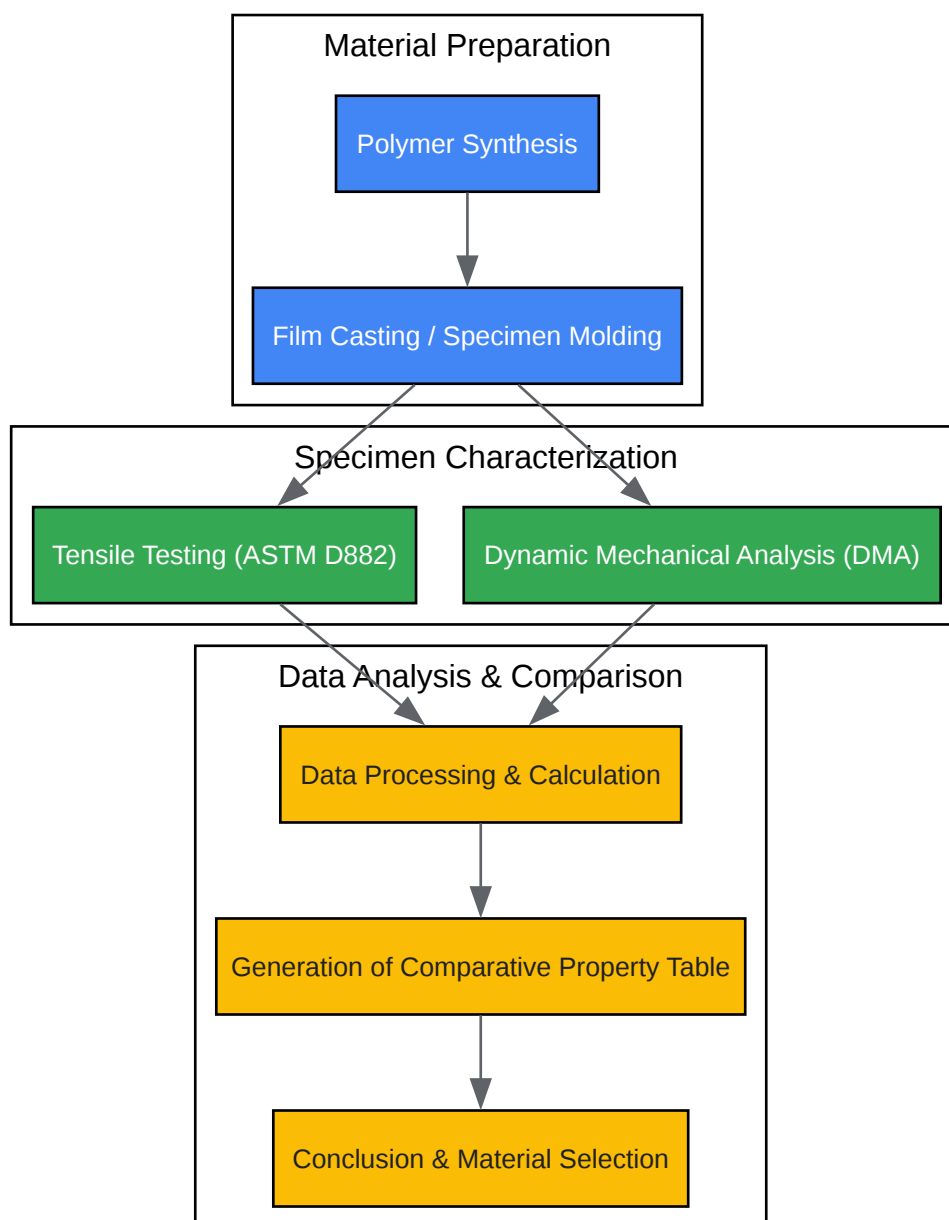 Material Preparation
Polymer Synthesis
Film Casting / Specimen Molding
Specimen Characterization
Tensile Testing (ASTM D882)
Dynamic Mechanical Analysis (DMA)
Data Analysis & Comparison
Data Processing & Calculation
Generation of Comparative Property Table
Conclusion & Material Selection